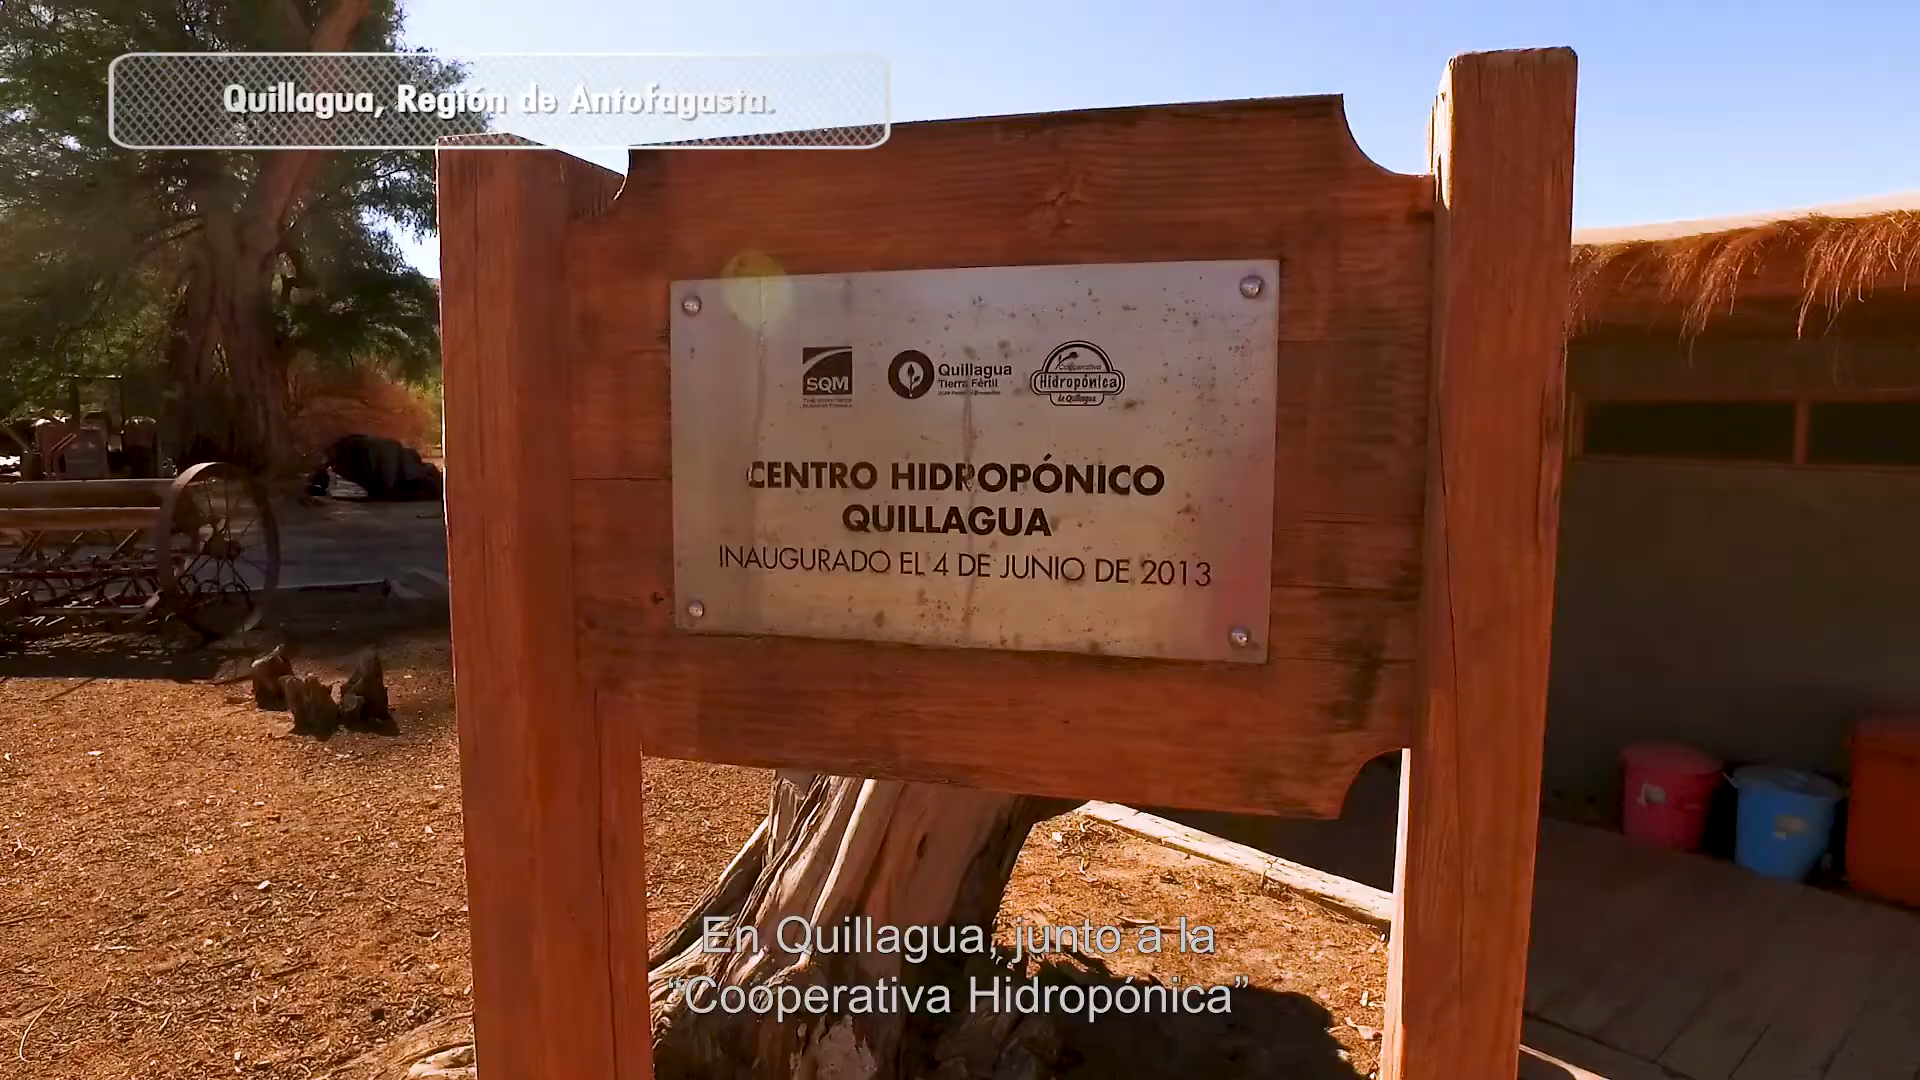 Quillagua, Región de Antofagasta.
SQM
Quillagua
Tierra Fértil
Cooperativa
Hidropónica
de Quillagua
CENTRO HIDROPÓNICO
QUILLAGUA
INAUGURADO EL 4 DE JUNIO DE 2013
En Quillagua, junto a la
“Cooperativa Hidropónica”